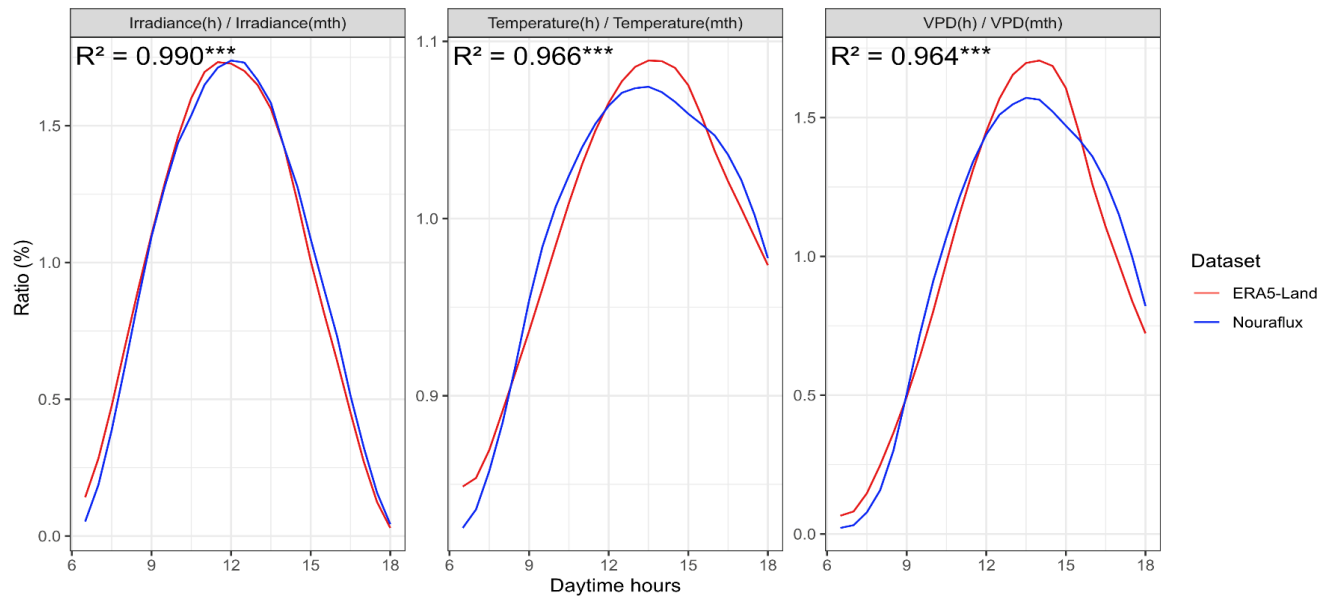 Irradiance(h) / Irradiance(mth)
Temperature(h) / Temperature(mth)
VPD(h) / VPD(mth)
R² = 0.990***
R² = 0.966***
R² = 0.964***
Ratio (%)
1.5
1.0
0.5
0.0
1.1
1.0
0.9
1.5
1.0
0.5
0.0
6 9 12 15 18
6 9 12 15 18
6 9 12 15 18
Daytime hours
Dataset
ERA5-Land
Nouraflux